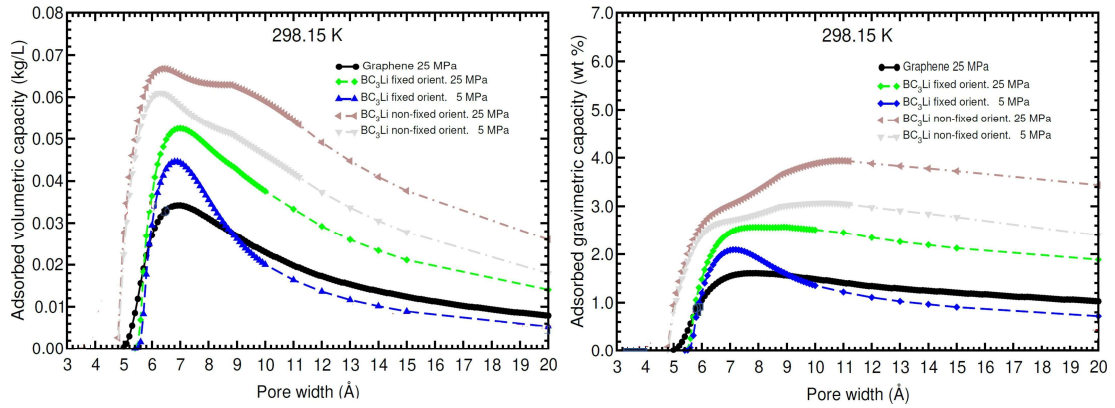 298.15 K
Graphene 25 MPa
BC₃Li fixed orient. 25 MPa
BC₃Li fixed orient. 5 MPa
BC₃Li non-fixed orient. 25 MPa
BC₃Li non-fixed orient. 5 MPa
Adsorbed volumetric capacity (kg/L)
0.08
0.07
0.06
0.05
0.04
0.03
0.02
0.01
0.00
3 4 5 6 7 8 9 10 11 12 13 14 15 16 17 18 19 20
Pore width (Å)
298.15 K
Graphene 25 MPa
BC₃Li fixed orient. 25 MPa
BC₃Li fixed orient. 5 MPa
BC₃Li non-fixed orient. 25 MPa
BC₃Li non-fixed orient. 5 MPa
Adsorbed gravimetric capacity (wt %)
7.0
6.0
5.0
4.0
3.0
2.0
1.0
0.0
3 4 5 6 7 8 9 10 11 12 13 14 15 16 17 18 19 20
Pore width (Å)